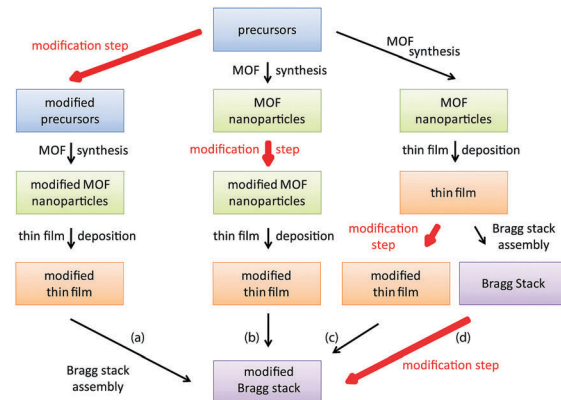 precursors
modification step
MOF synthesis
MOF
synthesis
modified
precursors
MOF
nanoparticles
MOF
nanoparticles
MOF synthesis
modification step
thin film deposition
modified MOF
nanoparticles
modified MOF
nanoparticles
thin film
thin film deposition
thin film deposition
modification
step
Bragg stack
assembly
modified
thin film
modified
thin film
modified
thin film
Bragg Stack
(a)
(b)
(c)
(d)
Bragg stack
assembly
modified
Bragg stack
modification step